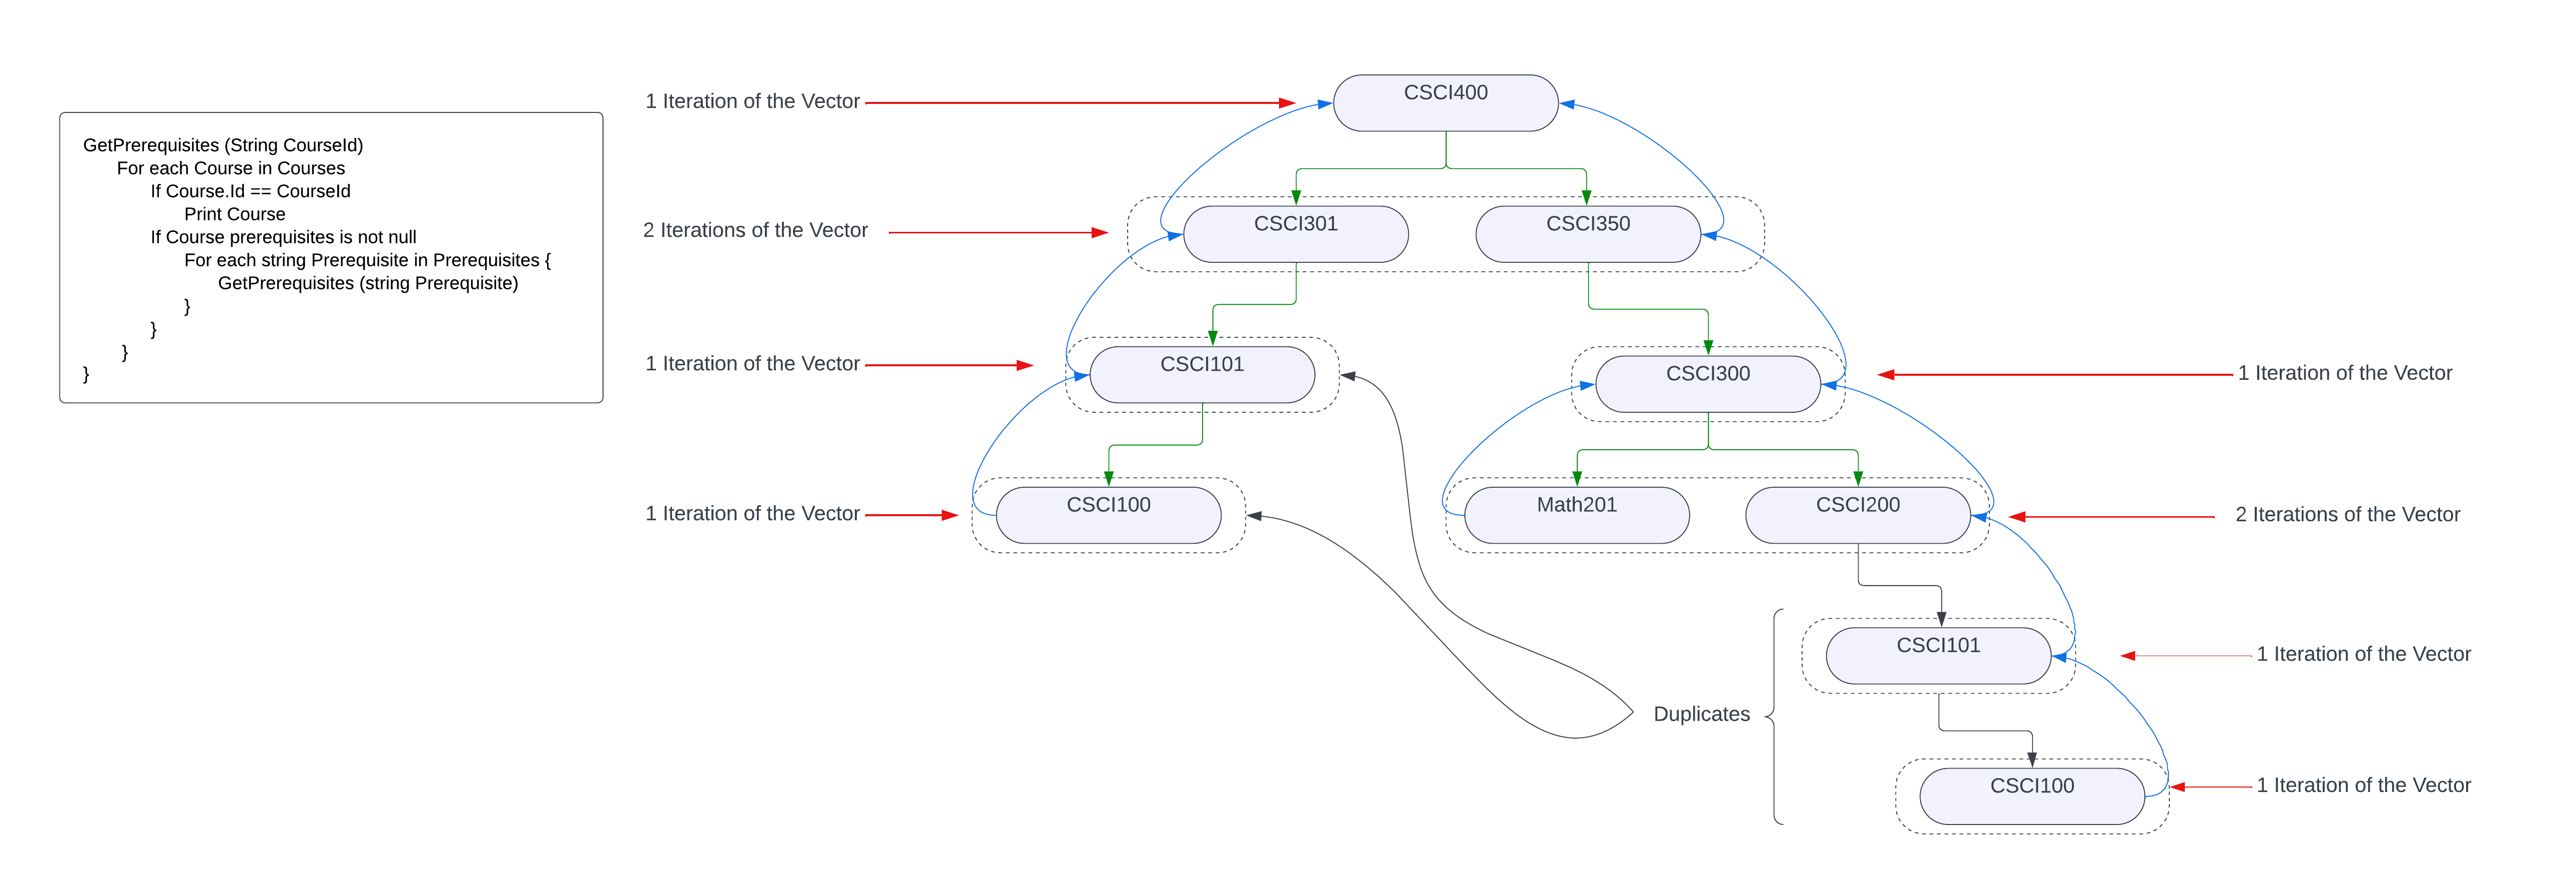 GetPrerequisites (String CourseId)
For each Course in Courses
If Course.Id == CourseId
Print Course
If Course prerequisites is not null
For each string Prerequisite in Prerequisites {
GetPrerequisites (string Prerequisite)
}
}
}
}
1 Iteration of the Vector
CSCI400
2 Iterations of the Vector
CSCI301
CSCI350
1 Iteration of the Vector
CSCI101
CSCI300
1 Iteration of the Vector
1 Iteration of the Vector
CSCI100
Math201
CSCI200
2 Iterations of the Vector
CSCI101
1 Iteration of the Vector
Duplicates
CSCI100
1 Iteration of the Vector